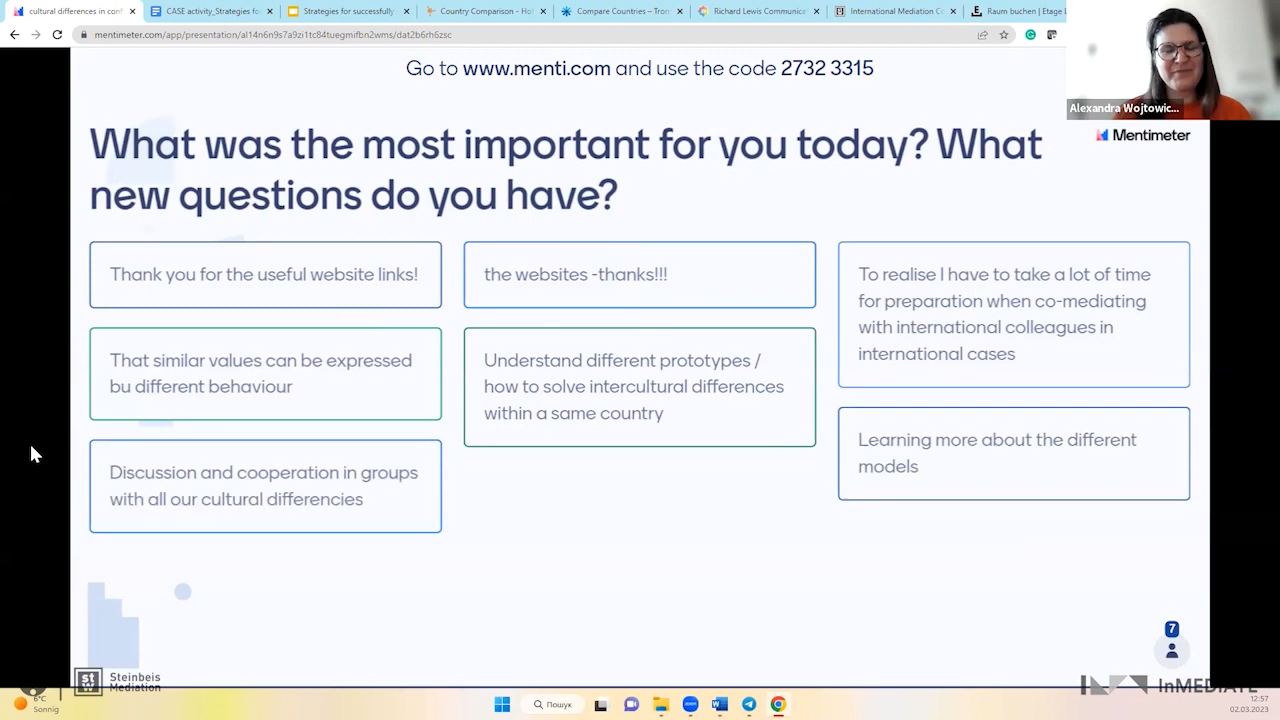 cultural differences in conf
CASE activity_Strategies fo
Strategies for successfully
Country Comparison - Ho
Compare Countries – Trom
Richard Lewis Communica
International Mediation Co
Raum buchen | Etage L
mentimeter.com/app/presentation/al14n6n9s7a9zi1tc84tuegmifbn2wms/dat2b6rh6zsc
Go to www.menti.com and use the code 2732 3315
Alexandra Wojtowic...
Mentimeter
What was the most important for you today? What
new questions do you have?
Thank you for the useful website links!
the websites -thanks!!!
To realise I have to take a lot of time
for preparation when co-mediating
with international colleagues in
international cases
That similar values can be expressed
bu different behaviour
Understand different prototypes /
how to solve intercultural differences
within a same country
Learning more about the different
models
Discussion and cooperation in groups
with all our cultural differencies
7
Steinbeis
Mediation
InMEDIATE
6°C
Sonnig
Пошук
12:57
02.03.2023